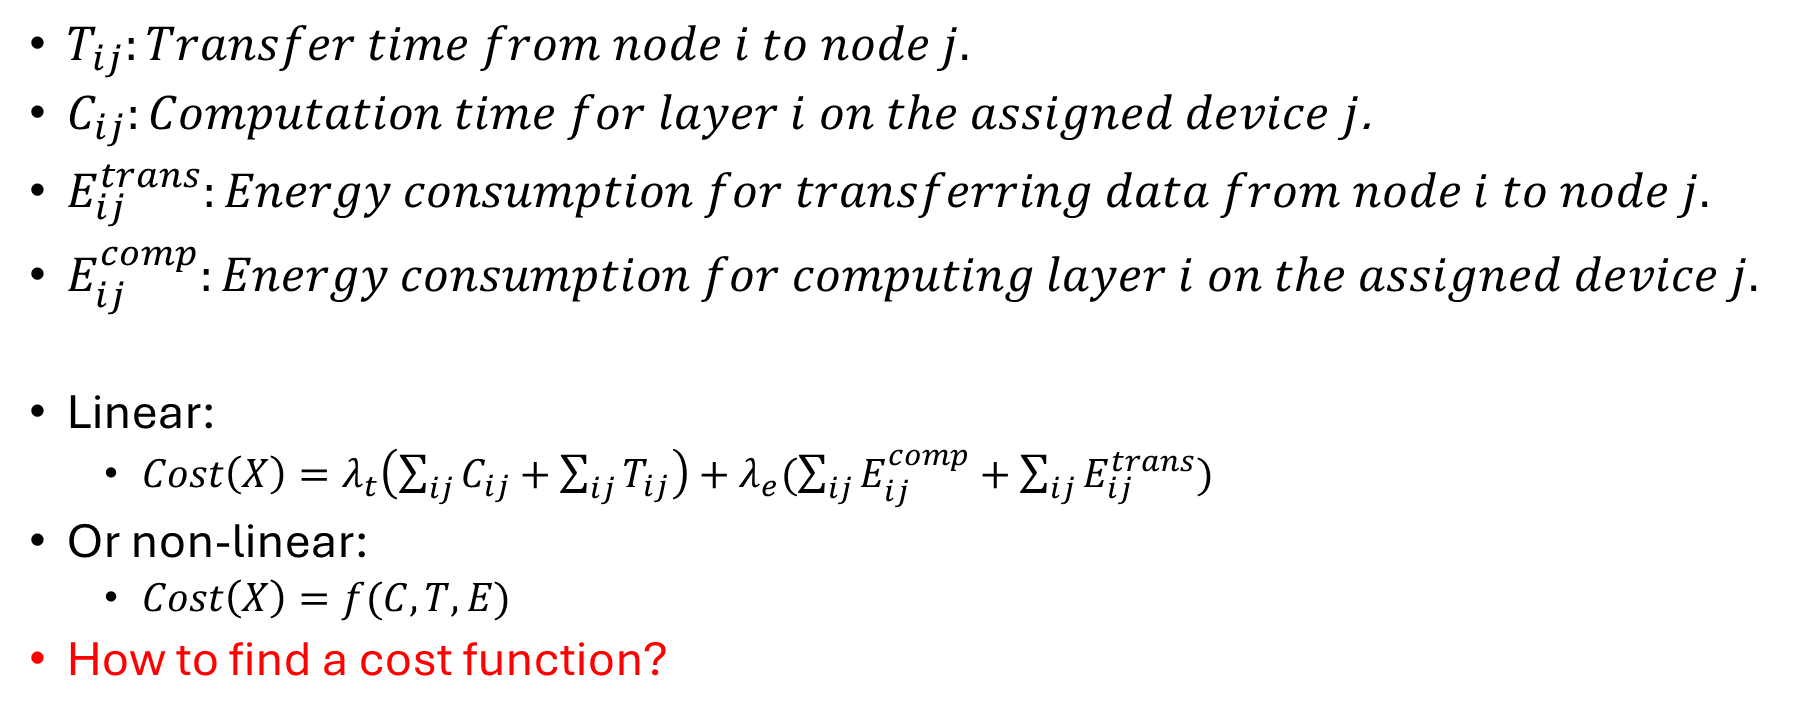 • T_ij: Transfer time from node i to node j.
• C_ij: Computation time for layer i on the assigned device j.
• E_ij^trans: Energy consumption for transferring data from node i to node j.
• E_ij^comp: Energy consumption for computing layer i on the assigned device j.
• Linear:
• Cost(X) = λ_t(∑_ij C_ij + ∑_ij T_ij) + λ_e(∑_ij E_ij^comp + ∑_ij E_ij^trans)
• Or non-linear:
• Cost(X) = f(C, T, E)
• How to find a cost function?